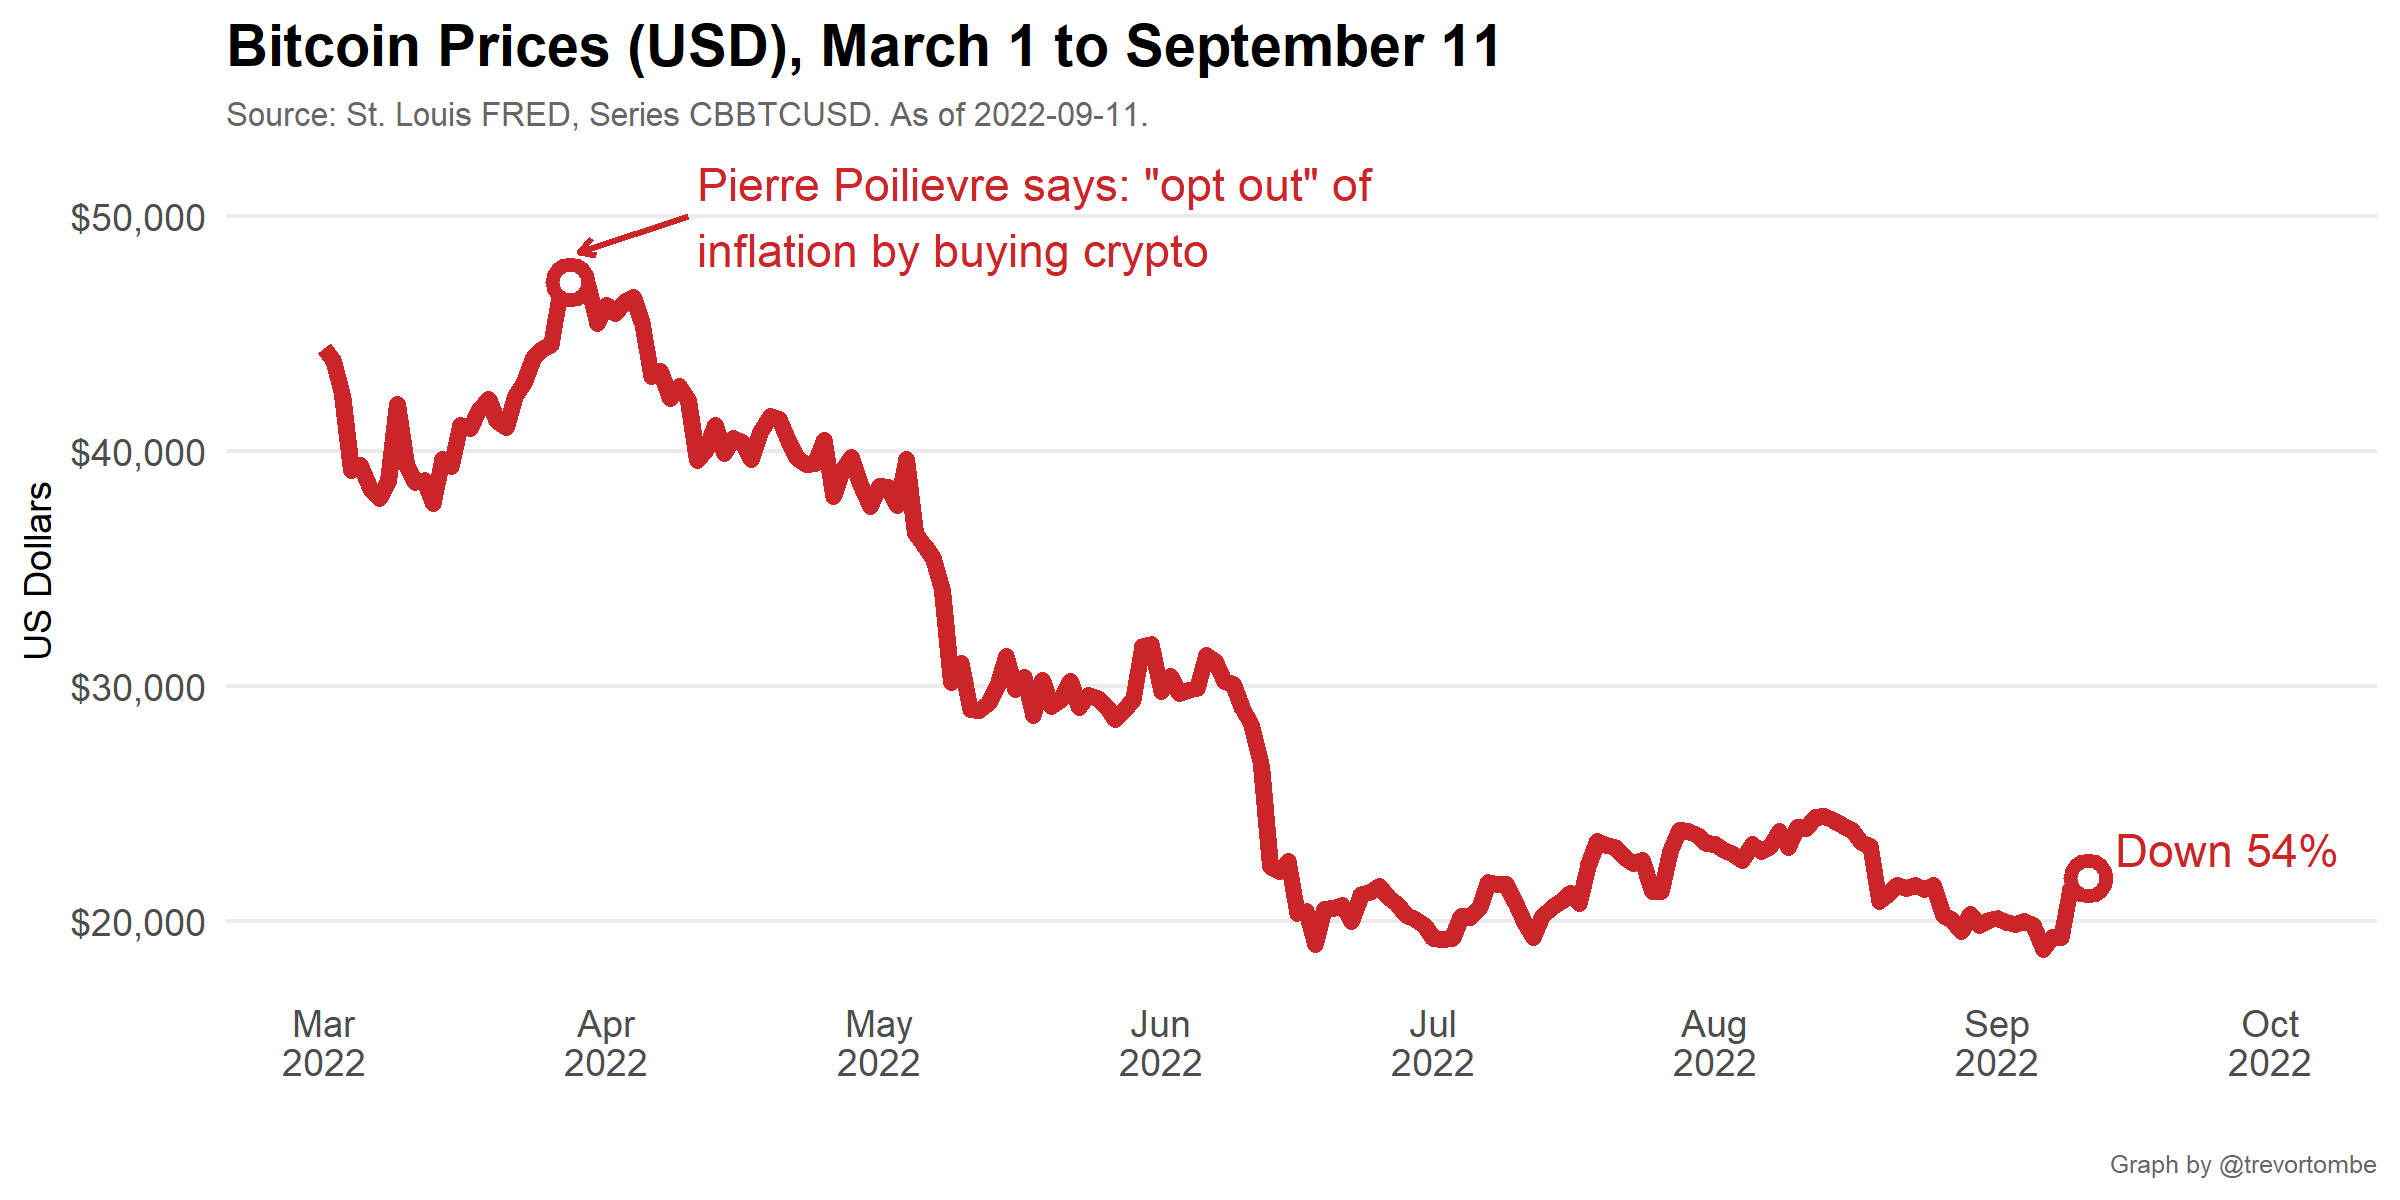 Bitcoin Prices (USD), March 1 to September 11
Source: St. Louis FRED, Series CBBTCUSD. As of 2022-09-11.
Pierre Poilievre says: "opt out" of
inflation by buying crypto
$50,000
$40,000
$30,000
$20,000
US Dollars
Down 54%
Mar
2022
Apr
2022
May
2022
Jun
2022
Jul
2022
Aug
2022
Sep
2022
Oct
2022
Graph by @trevortombe